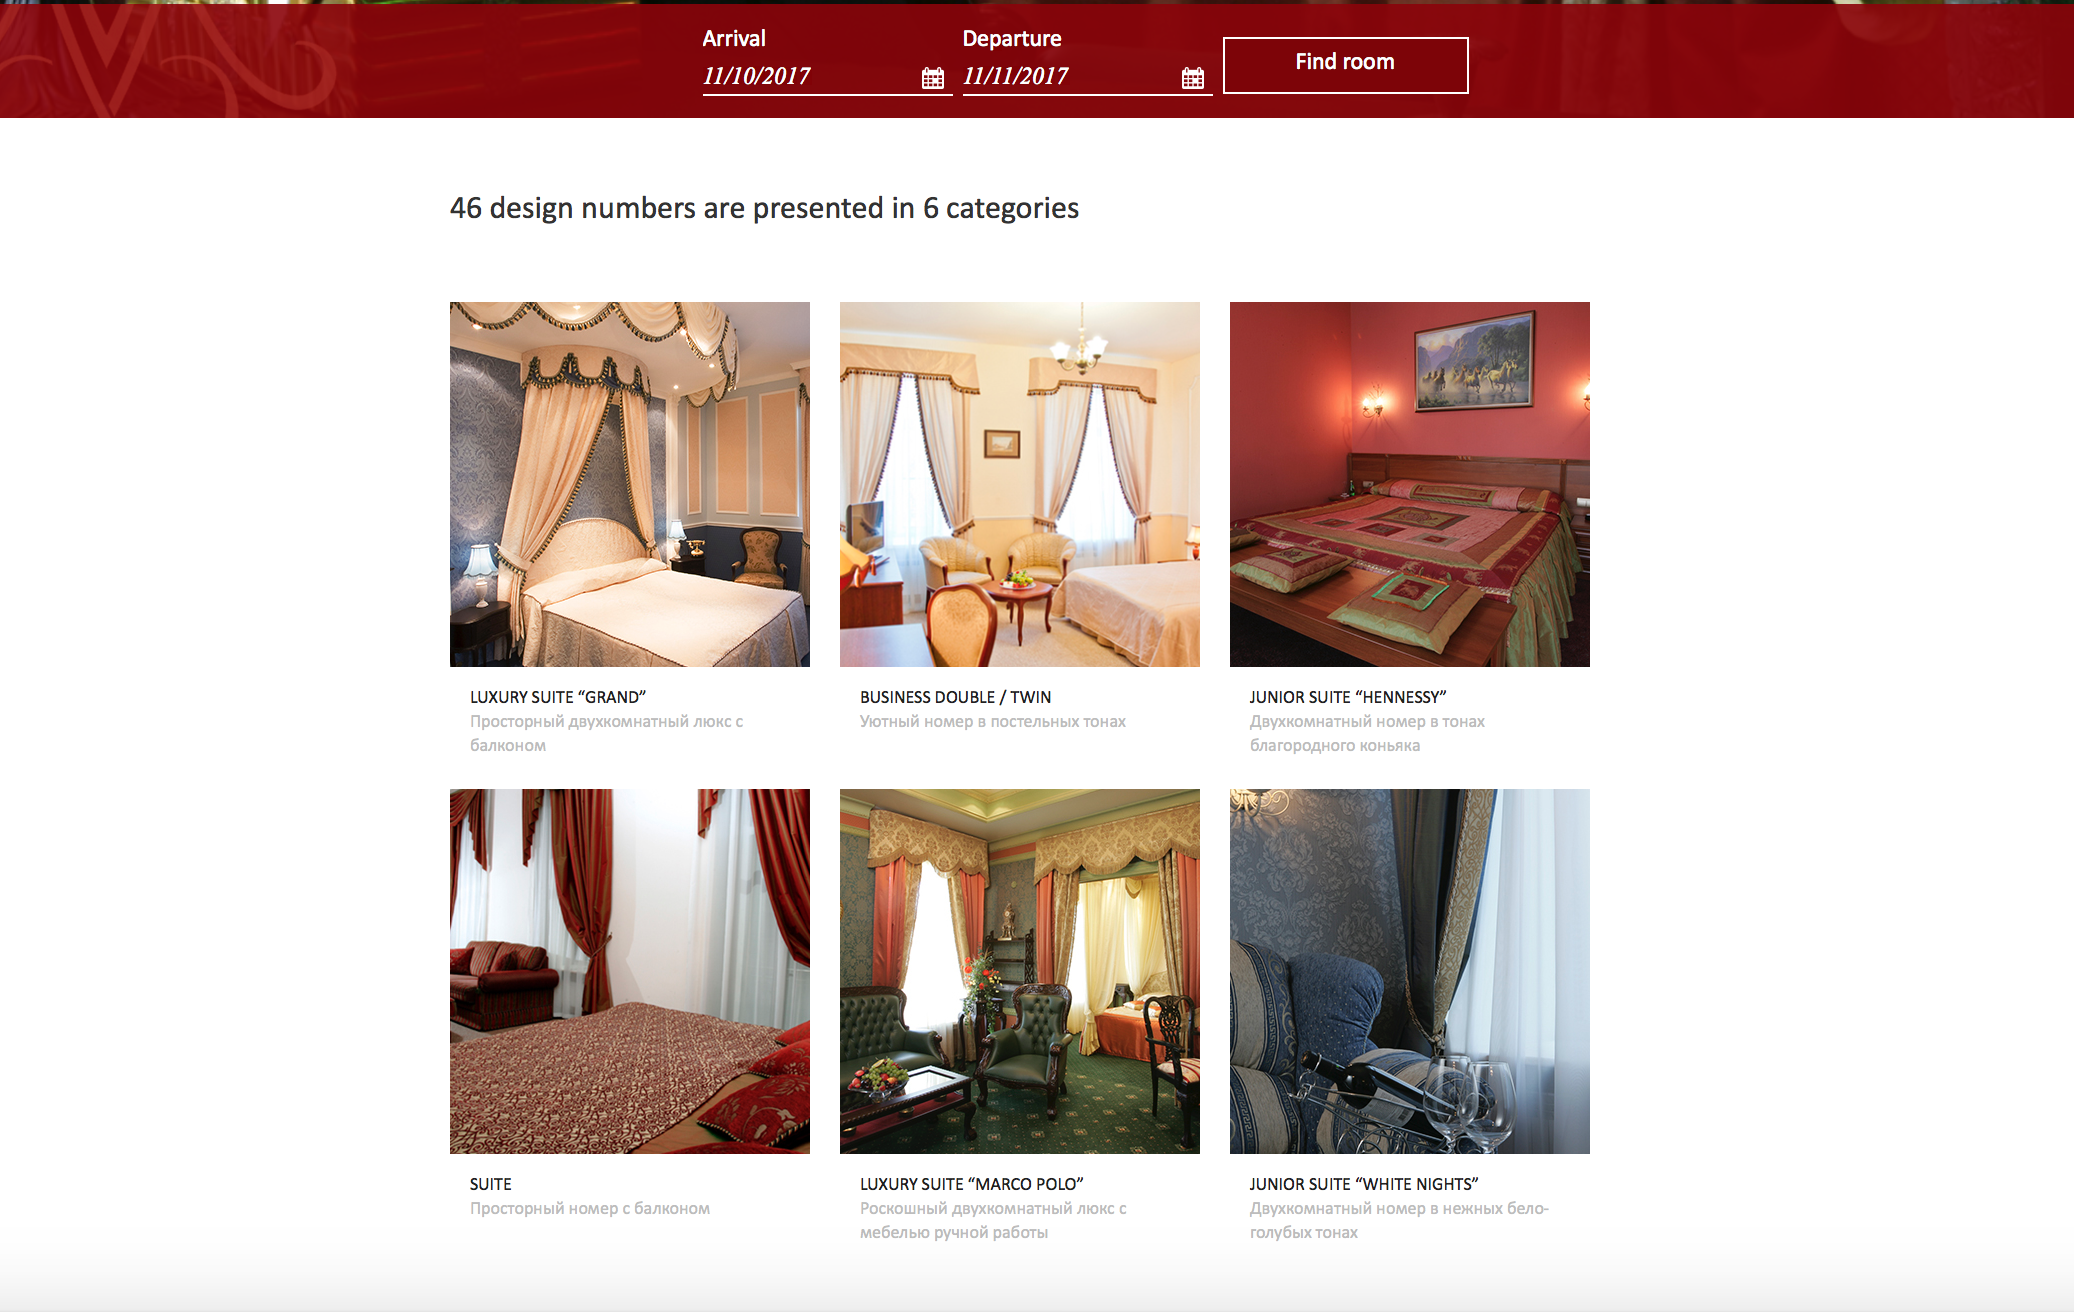 Arrival
Departure
11/10/2017
11/11/2017
Find room
46 design numbers are presented in 6 categories
LUXURY SUITE “GRAND”
Просторный двухкомнатный люкс с
балконом
BUSINESS DOUBLE / TWIN
Уютный номер в постельных тонах
JUNIOR SUITE “HENNESSY”
Двухкомнатный номер в тонах
благородного коньяка
SUITE
Просторный номер с балконом
LUXURY SUITE “MARCO POLO”
Роскошный двухкомнатный люкс с
мебелью ручной работы
JUNIOR SUITE “WHITE NIGHTS”
Двухкомнатный номер в нежных бело-
голубых тонах